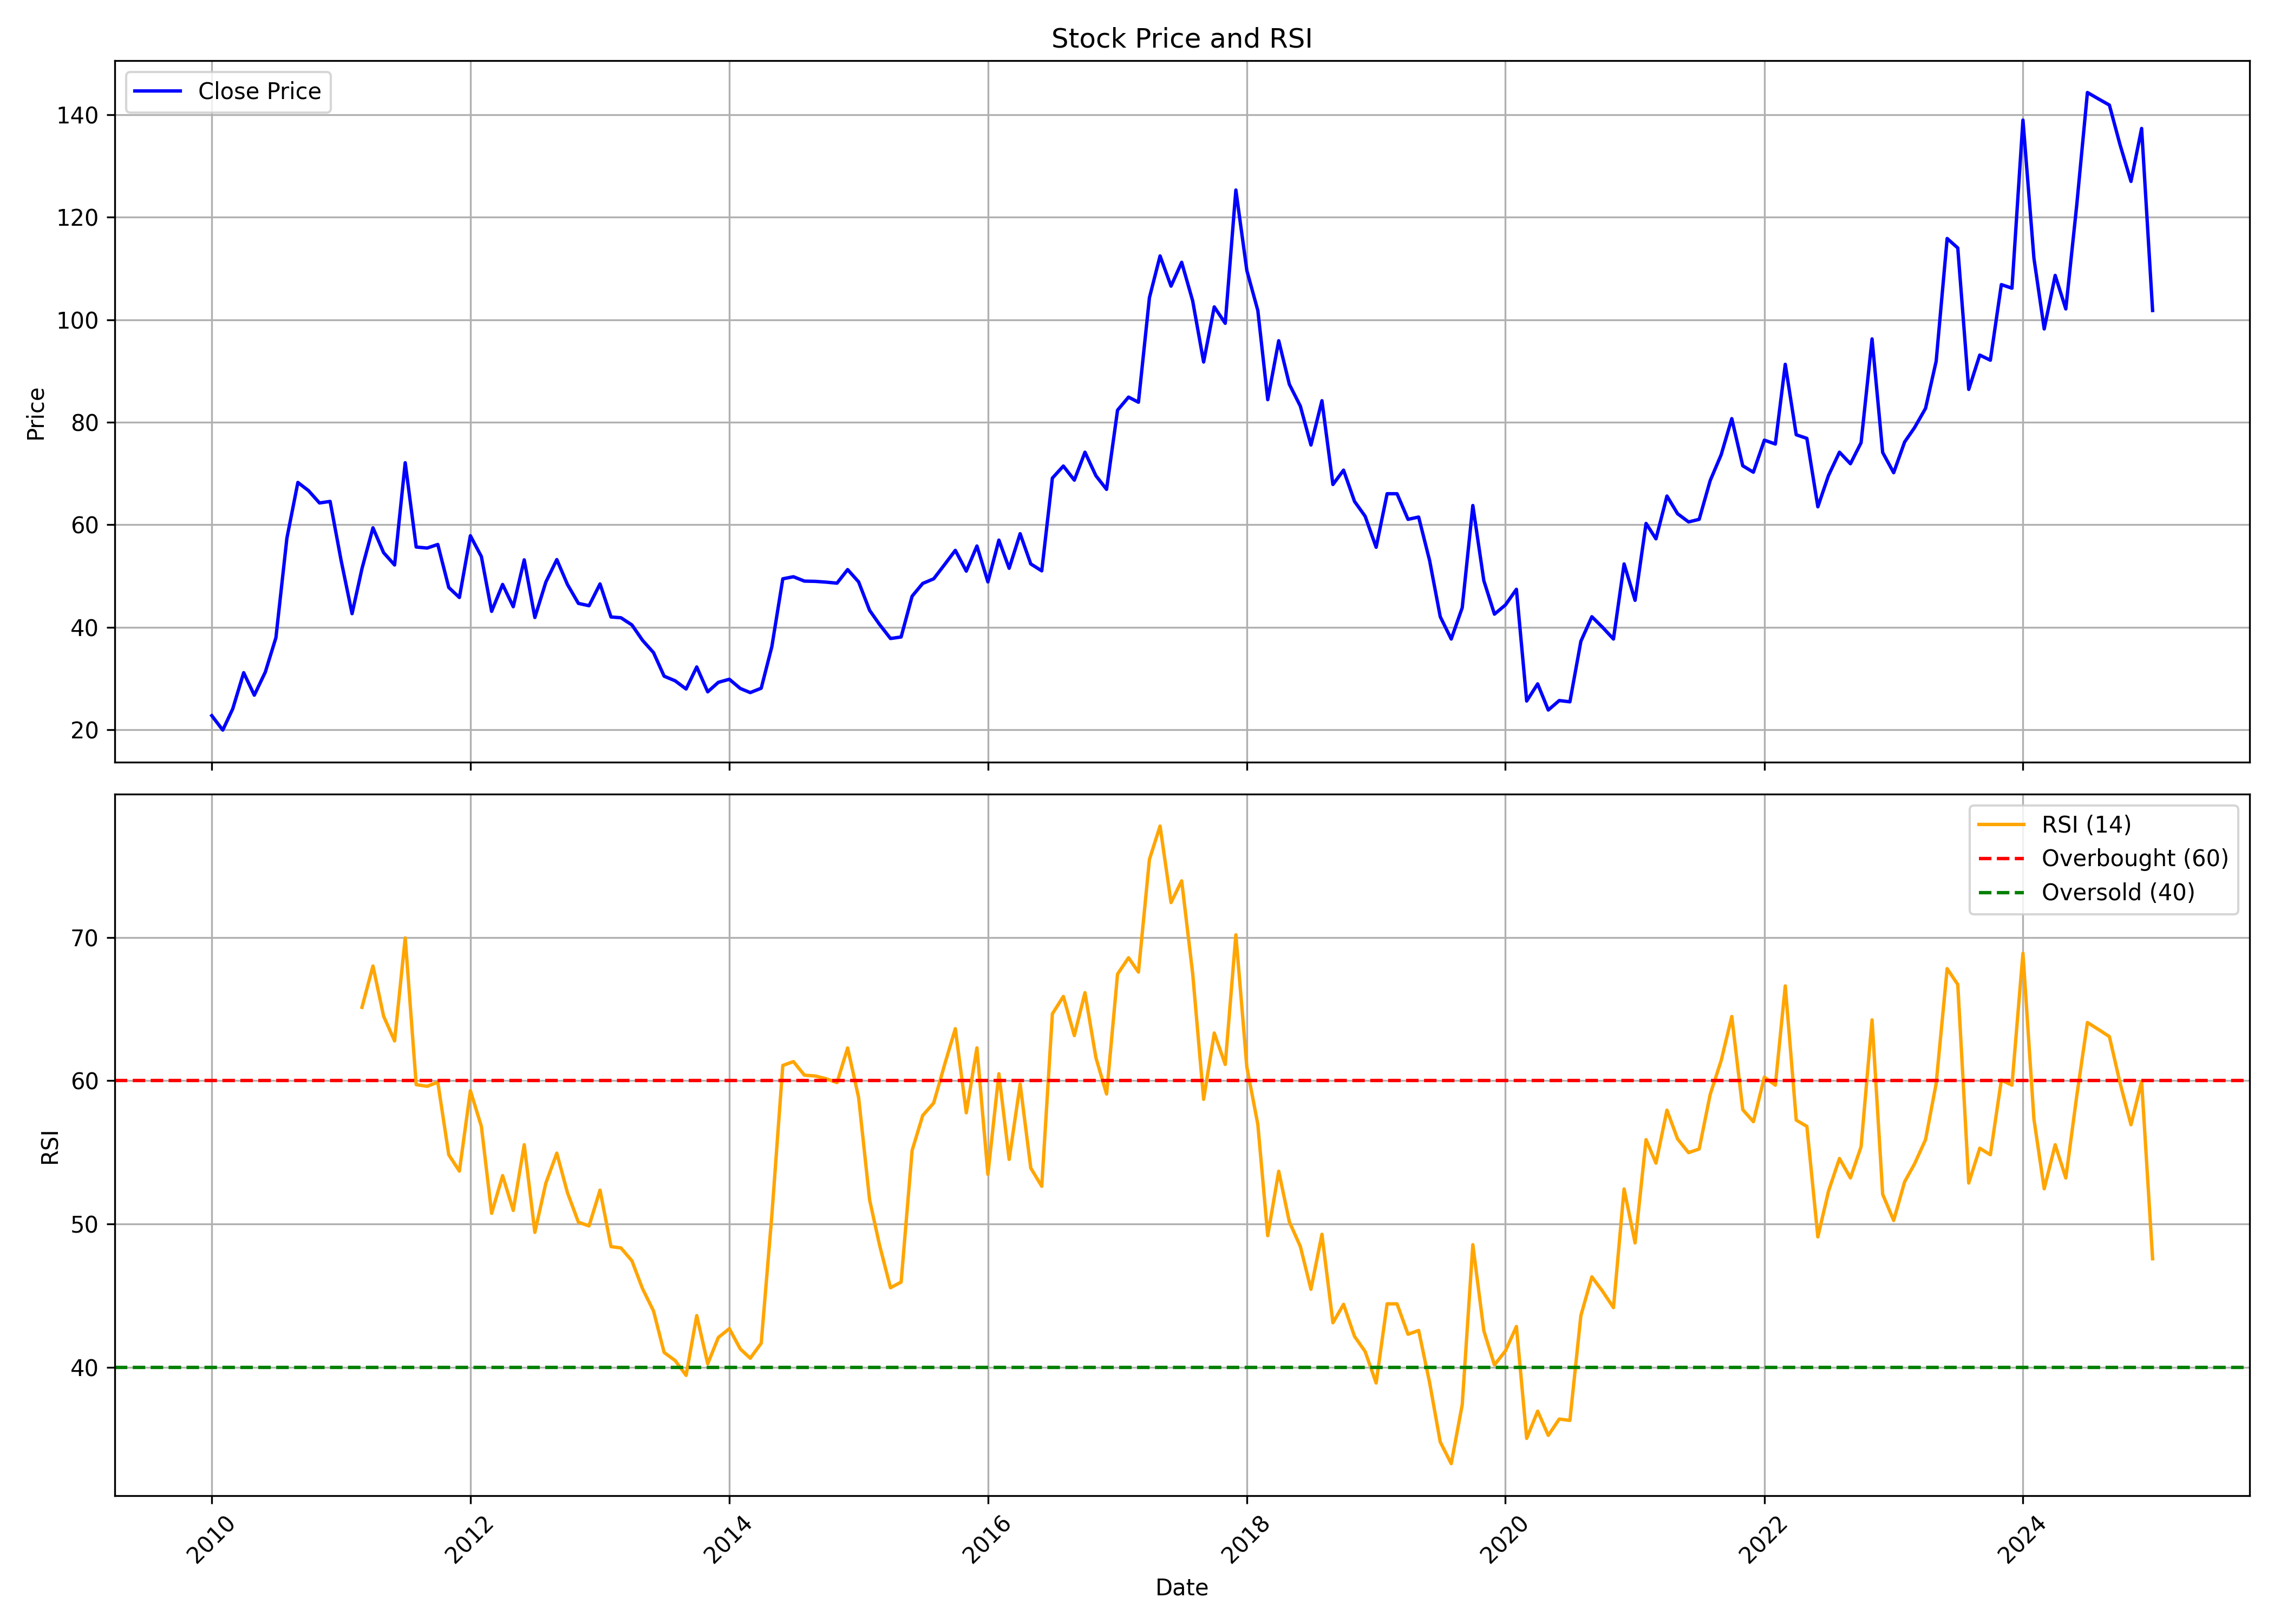 Stock Price and RSI
Close Price
140
120
100
80
60
40
20
Price
RSI (14)
Overbought (60)
Oversold (40)
70
60
50
40
RSI
2010
2012
2014
2016
2018
2020
2022
2024
Date